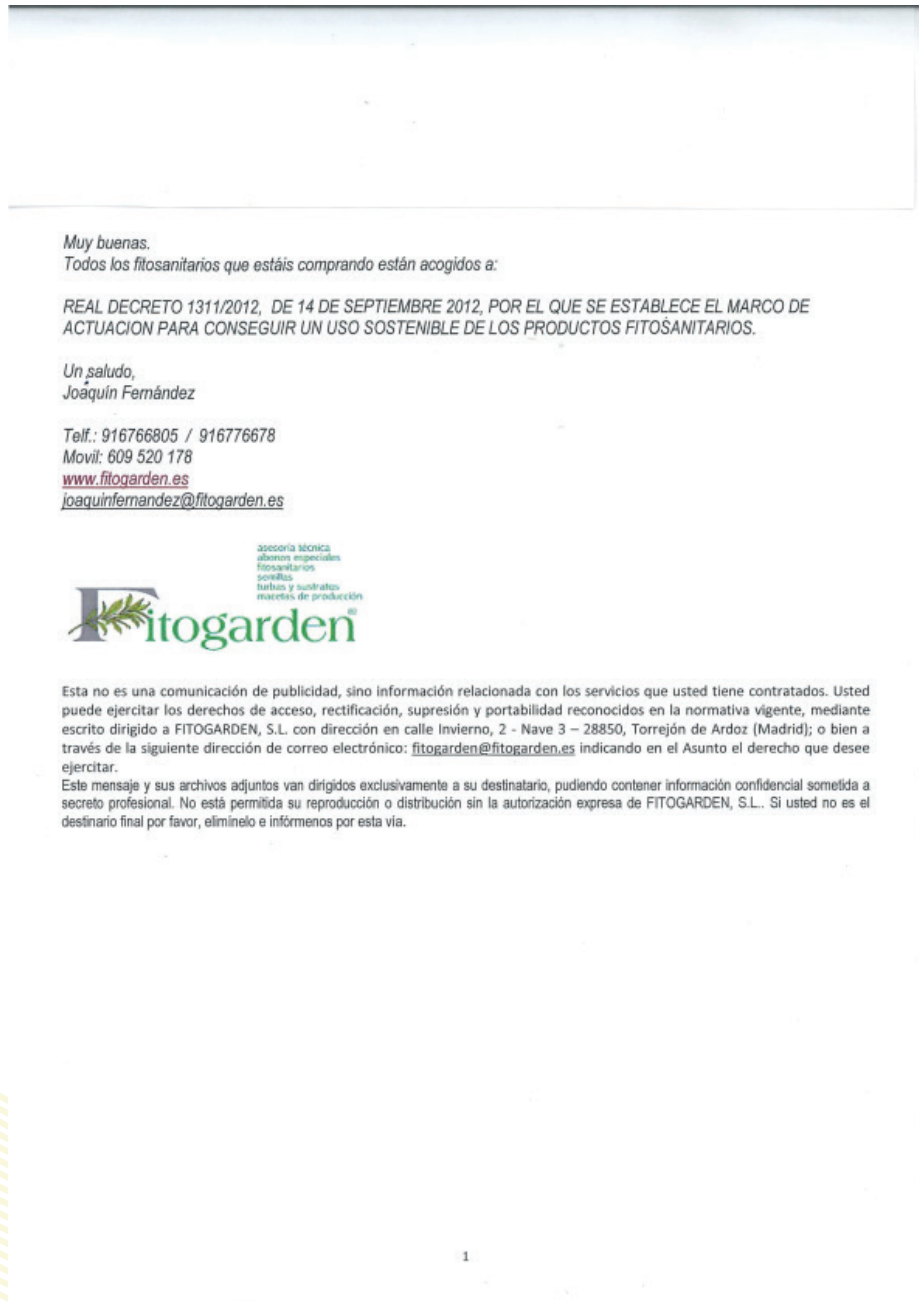 Muy buenas.
Todos los fitosanitarios que estáis comprando están acogidos a:
REAL DECRETO 1311/2012, DE 14 DE SEPTIEMBRE 2012, POR EL QUE SE ESTABLECE EL MARCO DE
ACTUACION PARA CONSEGUIR UN USO SOSTENIBLE DE LOS PRODUCTOS FITOSANITARIOS.
Un saludo,
Joaquín Fernández
Telf.: 916766805 / 916776678
Movil: 609 520 178
www.fitogarden.es
joaquinfernandez@fitogarden.es
asesoría técnica
abonos especiales
fitosanitarios
semillas
turbas y sustratos
macetas de producción
Fitogarden®
Esta no es una comunicación de publicidad, sino información relacionada con los servicios que usted tiene contratados. Usted
puede ejercitar los derechos de acceso, rectificación, supresión y portabilidad reconocidos en la normativa vigente, mediante
escrito dirigido a FITOGARDEN, S.L. con dirección en calle Invierno, 2 - Nave 3 – 28850, Torrejón de Ardoz (Madrid); o bien a
través de la siguiente dirección de correo electrónico: fitogarden@fitogarden.es indicando en el Asunto el derecho que desee
ejercitar.
Este mensaje y sus archivos adjuntos van dirigidos exclusivamente a su destinatario, pudiendo contener información confidencial sometida a
secreto profesional. No está permitida su reproducción o distribución sin la autorización expresa de FITOGARDEN, S.L.. Si usted no es el
destinario final por favor, elimínelo e infórmenos por esta vía.
1